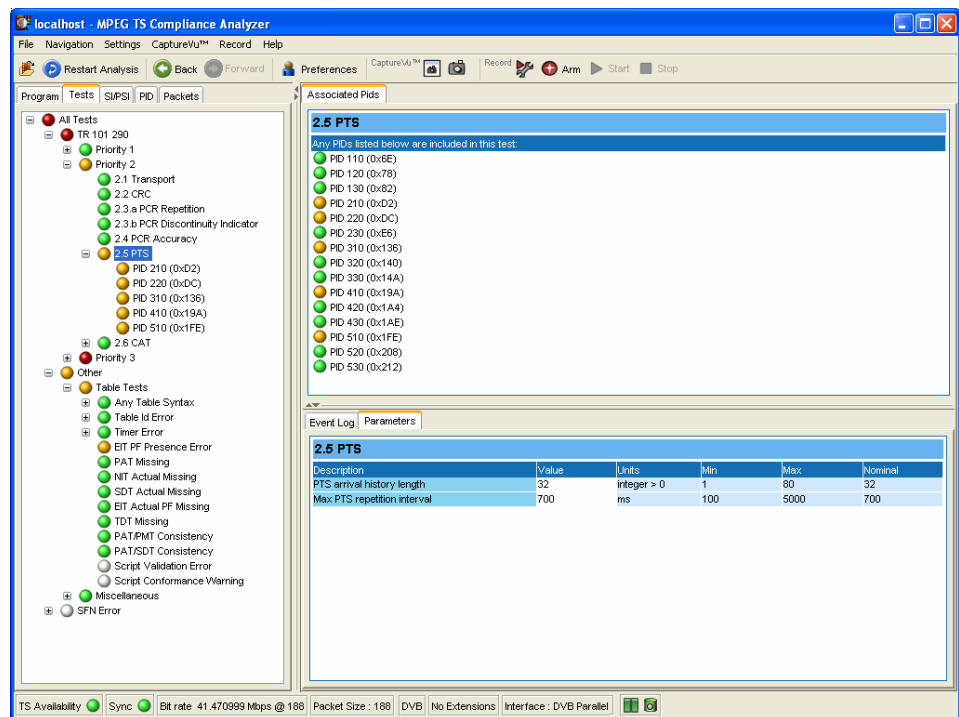 localhost - MPEG TS Compliance Analyzer
File Navigation Settings CaptureVu™ Record Help
Restart Analysis Back Forward Preferences CaptureVu™ Record Arm Start Stop
Program Tests SI/PSI PID Packets
All Tests
TR 101 290
Priority 1
Priority 2
2.1 Transport
2.2 CRC
2.3.a PCR Repetition
2.3.b PCR Discontinuity Indicator
2.4 PCR Accuracy
2.5 PTS
PID 210 (0xD2)
PID 220 (0xDC)
PID 310 (0x136)
PID 410 (0x19A)
PID 510 (0x1FE)
2.6 CAT
Priority 3
Other
Table Tests
Any Table Syntax
Table Id Error
Timer Error
EIT PF Presence Error
PAT Missing
NIT Actual Missing
SDT Actual Missing
EIT Actual PF Missing
TDT Missing
PAT/PMT Consistency
PAT/SDT Consistency
Script Validation Error
Script Conformance Warning
Miscellaneous
SFN Error
Associated Pids
2.5 PTS
Any PIDs listed below are included in this test:
PID 110 (0x6E)
PID 120 (0x78)
PID 130 (0x82)
PID 210 (0xD2)
PID 220 (0xDC)
PID 230 (0xE6)
PID 310 (0x136)
PID 320 (0x140)
PID 330 (0x14A)
PID 410 (0x19A)
PID 420 (0x1A4)
PID 430 (0x1AE)
PID 510 (0x1FE)
PID 520 (0x208)
PID 530 (0x212)
Event Log Parameters
2.5 PTS
Description Value Units Min Max Nominal
PTS arrival history length 32 integer > 0 1 80 32
Max PTS repetition interval 700 ms 100 5000 700
TS Availability Sync Bit rate 41.470999 Mbps @ 188 Packet Size : 188 DVB No Extensions Interface : DVB Parallel